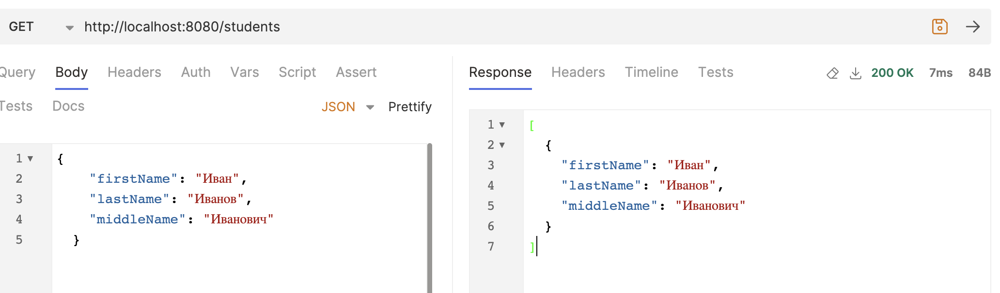 GET http://localhost:8080/students
Query Body Headers Auth Vars Script Assert
Tests Docs JSON Prettify
1 {
2 "firstName": "Иван",
3 "lastName": "Иванов",
4 "middleName": "Иванович"
5 }
Response Headers Timeline Tests 200 OK 7ms 84B
1 [
2 {
3 "firstName": "Иван",
4 "lastName": "Иванов",
5 "middleName": "Иванович"
6 }
7 ]